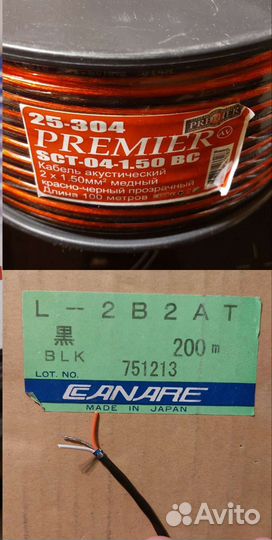 PREMIER
25-304
PREMIER
SCT-04-1.50 BC
Кабель акустический
2 x 1.50мм² медный
красно-черный прозрачный
Длина 100 метров
L-2B2AT
黒
BLK
200m
LOT. NO.
751213
CANARE
MADE IN JAPAN
Avito